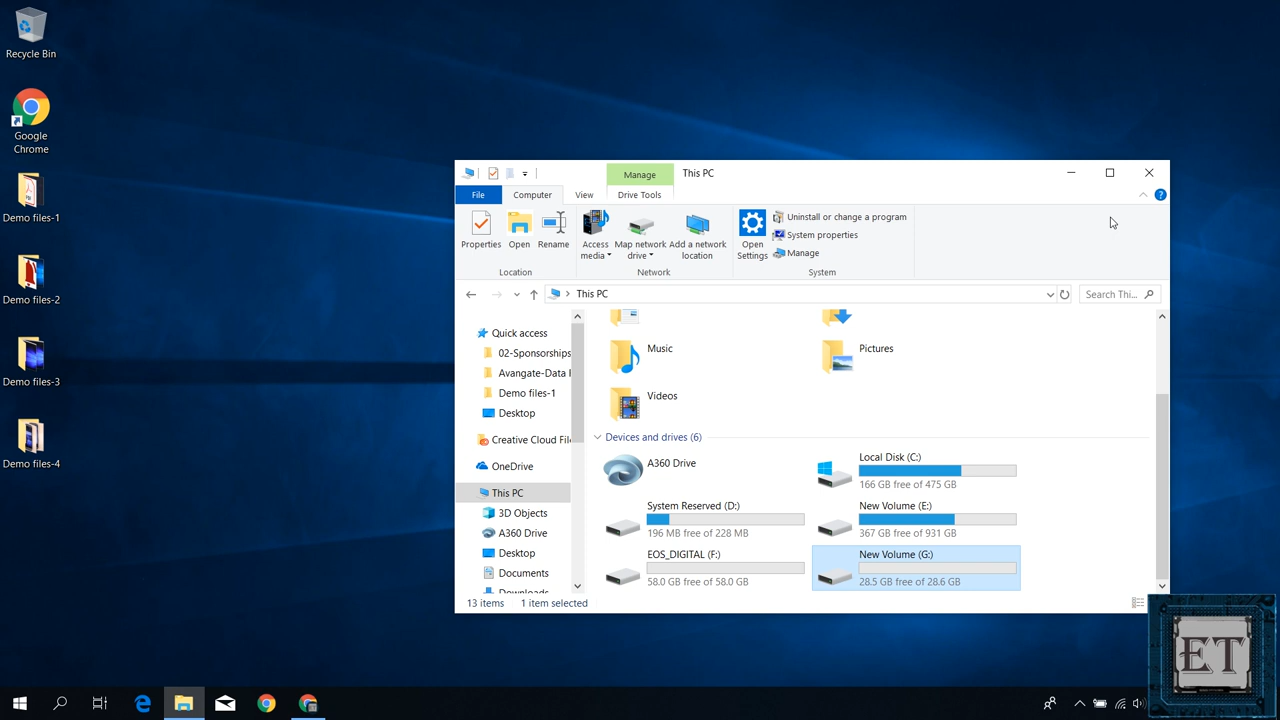 Recycle Bin
Google
Chrome
Demo files-1
Demo files-2
Demo files-3
Demo files-4
Manage
This PC
File
Computer
View
Drive Tools
Properties
Open
Rename
Location
Access
media
Map network
drive
Add a network
location
Network
Open
Settings
Uninstall or change a program
System properties
Manage
System
This PC
Search Thi...
Quick access
02-Sponsorships
Avangate-Data
Demo files-1
Desktop
Creative Cloud Fil
OneDrive
This PC
3D Objects
A360 Drive
Desktop
Documents
Downloads
Music
Pictures
Videos
Devices and drives (6)
A360 Drive
Local Disk (C:)
166 GB free of 475 GB
System Reserved (D:)
196 MB free of 228 MB
New Volume (E:)
367 GB free of 931 GB
EOS_DIGITAL (F:)
58.0 GB free of 58.0 GB
New Volume (G:)
28.5 GB free of 28.6 GB
13 items
1 item selected
ET